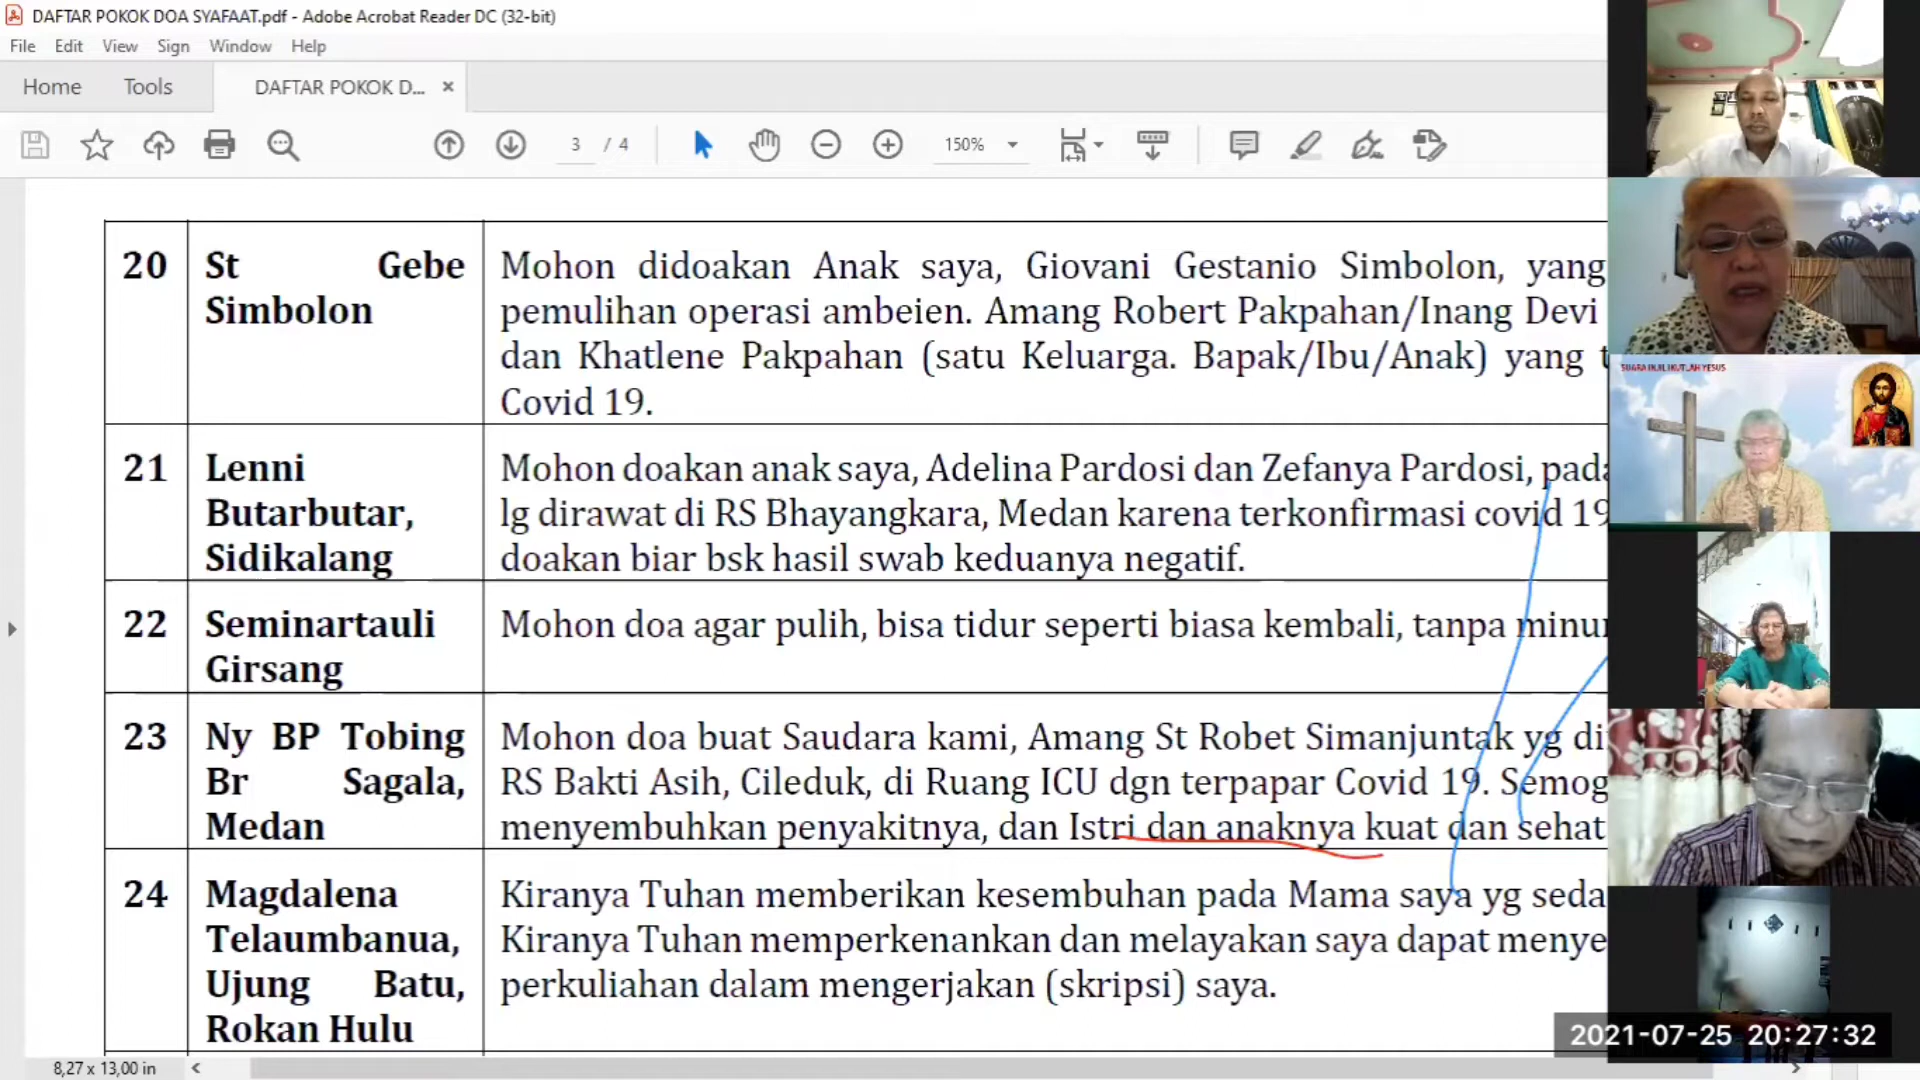 DAFTAR POKOK DOA SYAFAAT.pdf - Adobe Acrobat Reader DC (32-bit)
File Edit View Sign Window Help
Home Tools DAFTAR POKOK D... ×
3 / 4 150%
20 St Gebe Simbolon
Mohon didoakan Anak saya, Giovani Gestanio Simbolon, yang
pemulihan operasi ambeien. Amang Robert Pakpahan/Inang Devi
dan Khatlene Pakpahan (satu Keluarga. Bapak/Ibu/Anak) yang
Covid 19.
21 Lenni Butarbutar, Sidikalang
Mohon doakan anak saya, Adelina Pardosi dan Zefanya Pardosi,
lg dirawat di RS Bhayangkara, Medan karena terkonfirmasi covid 19
doakan biar bsk hasil swab keduanya negatif.
22 Seminartauli Girsang
Mohon doa agar pulih, bisa tidur seperti biasa kembali, tanpa
23 Ny BP Tobing Br Sagala, Medan
Mohon doa buat Saudara kami, Amang St Robet Simanjuntak yg
RS Bakti Asih, Cileduk, di Ruang ICU dgn terpapar Covid 19.
menyembuhkan penyakitnya, dan Istri dan anaknya kuat dan sehat
24 Magdalena Telaumbanua, Ujung Batu, Rokan Hulu
Kiranya Tuhan memberikan kesembuhan pada Mama saya yg
Kiranya Tuhan memperkenankan dan melayakan saya dapat
perkuliahan dalam mengerjakan (skripsi) saya.
8,27 x 13,00 in
SUARA INJIL IKUTLAH YESUS
2021-07-25 20:27:32